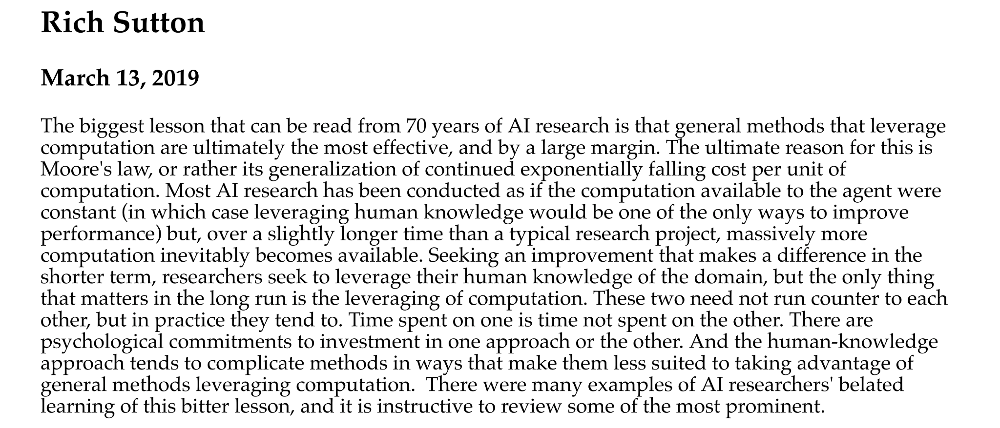 Rich Sutton
March 13, 2019
The biggest lesson that can be read from 70 years of AI research is that general methods that leverage
computation are ultimately the most effective, and by a large margin. The ultimate reason for this is
Moore's law, or rather its generalization of continued exponentially falling cost per unit of
computation. Most AI research has been conducted as if the computation available to the agent were
constant (in which case leveraging human knowledge would be one of the only ways to improve
performance) but, over a slightly longer time than a typical research project, massively more
computation inevitably becomes available. Seeking an improvement that makes a difference in the
shorter term, researchers seek to leverage their human knowledge of the domain, but the only thing
that matters in the long run is the leveraging of computation. These two need not run counter to each
other, but in practice they tend to. Time spent on one is time not spent on the other. There are
psychological commitments to investment in one approach or the other. And the human-knowledge
approach tends to complicate methods in ways that make them less suited to taking advantage of
general methods leveraging computation.  There were many examples of AI researchers' belated
learning of this bitter lesson, and it is instructive to review some of the most prominent.